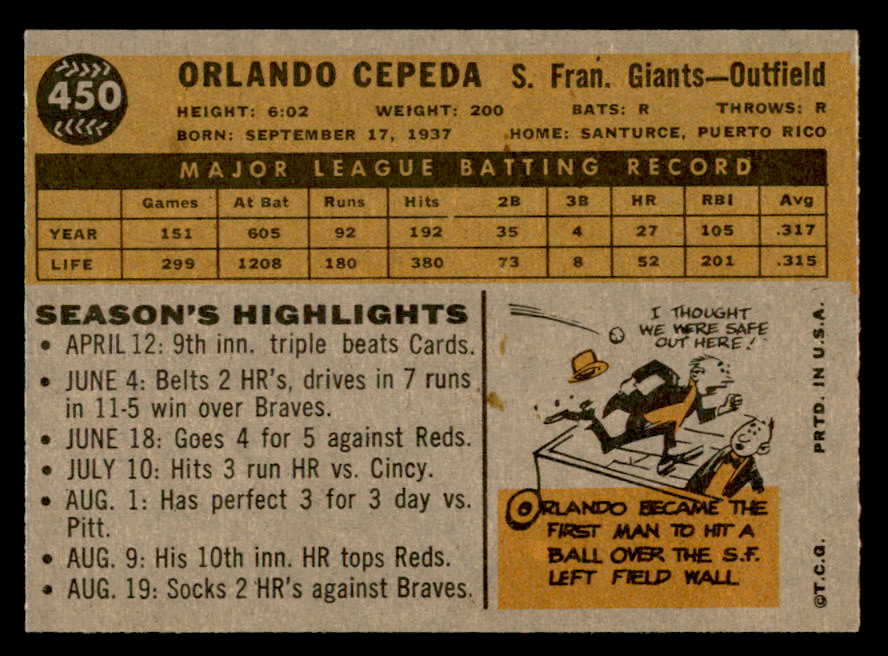 450
ORLANDO CEPEDA S. Fran. Giants—Outfield
HEIGHT: 6:02 WEIGHT: 200 BATS: R THROWS: R
BORN: SEPTEMBER 17, 1937 HOME: SANTURCE, PUERTO RICO
MAJOR LEAGUE BATTING RECORD
Games At Bat Runs Hits 2B 3B HR RBI Avg
YEAR 151 605 92 192 35 4 27 105 .317
LIFE 299 1208 180 380 73 8 52 201 .315
SEASON'S HIGHLIGHTS
• APRIL 12: 9th inn. triple beats Cards.
• JUNE 4: Belts 2 HR's, drives in 7 runs
in 11-5 win over Braves.
• JUNE 18: Goes 4 for 5 against Reds.
• JULY 10: Hits 3 run HR vs. Cincy.
• AUG. 1: Has perfect 3 for 3 day vs.
Pitt.
• AUG. 9: His 10th inn. HR tops Reds.
• AUG. 19: Socks 2 HR's against Braves.
I THOUGHT
WE WERE SAFE
OUT HERE!
ORLANDO BECAME THE
FIRST MAN TO HIT A
BALL OVER THE S.F.
LEFT FIELD WALL
©T.C.G. PRTD. IN U.S.A.